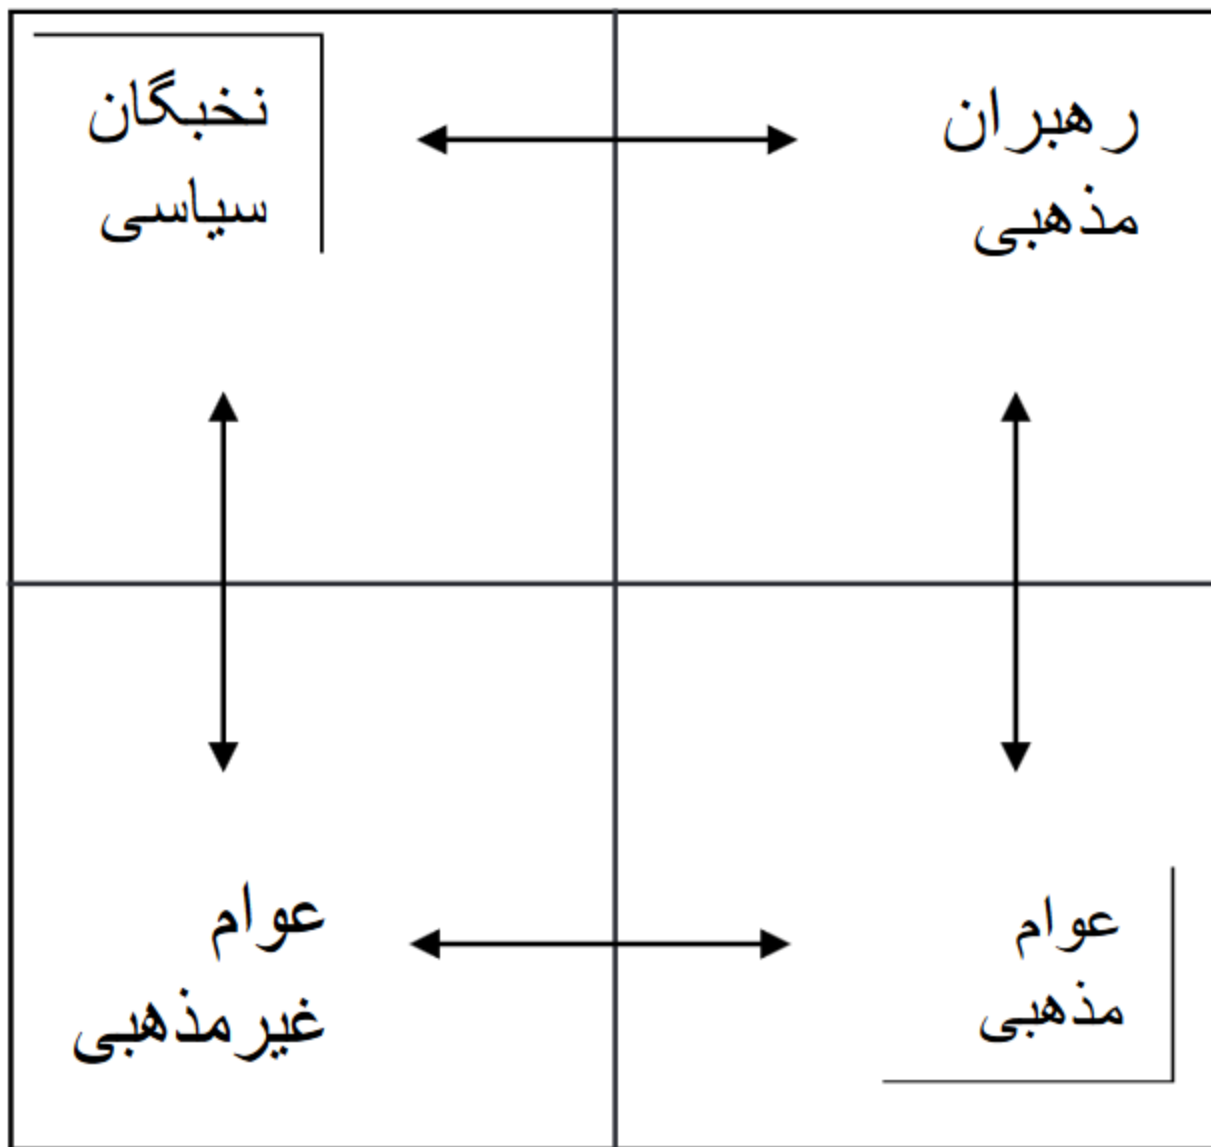 رهبران
مذهبی
نخبگان
سیاسی
عوام
مذهبی
عوام
غیرمذهبی